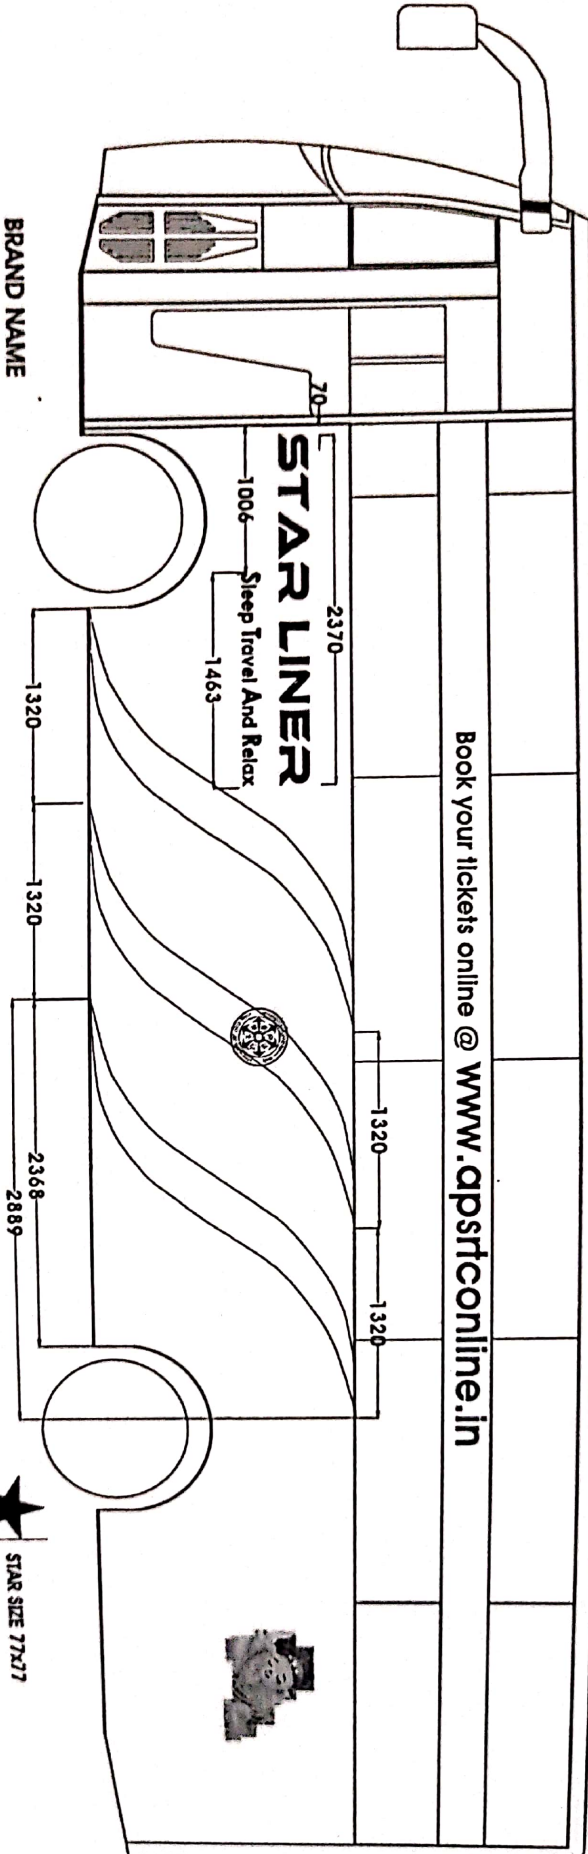 Book your tickets online @ www.apsrtconline.in
70
2370
STAR LINER
1006
Sleep Travel And Relax
1463
1320
1320
1320
1320
2368
2889
BRAND NAME
STAR SIZE 77x77